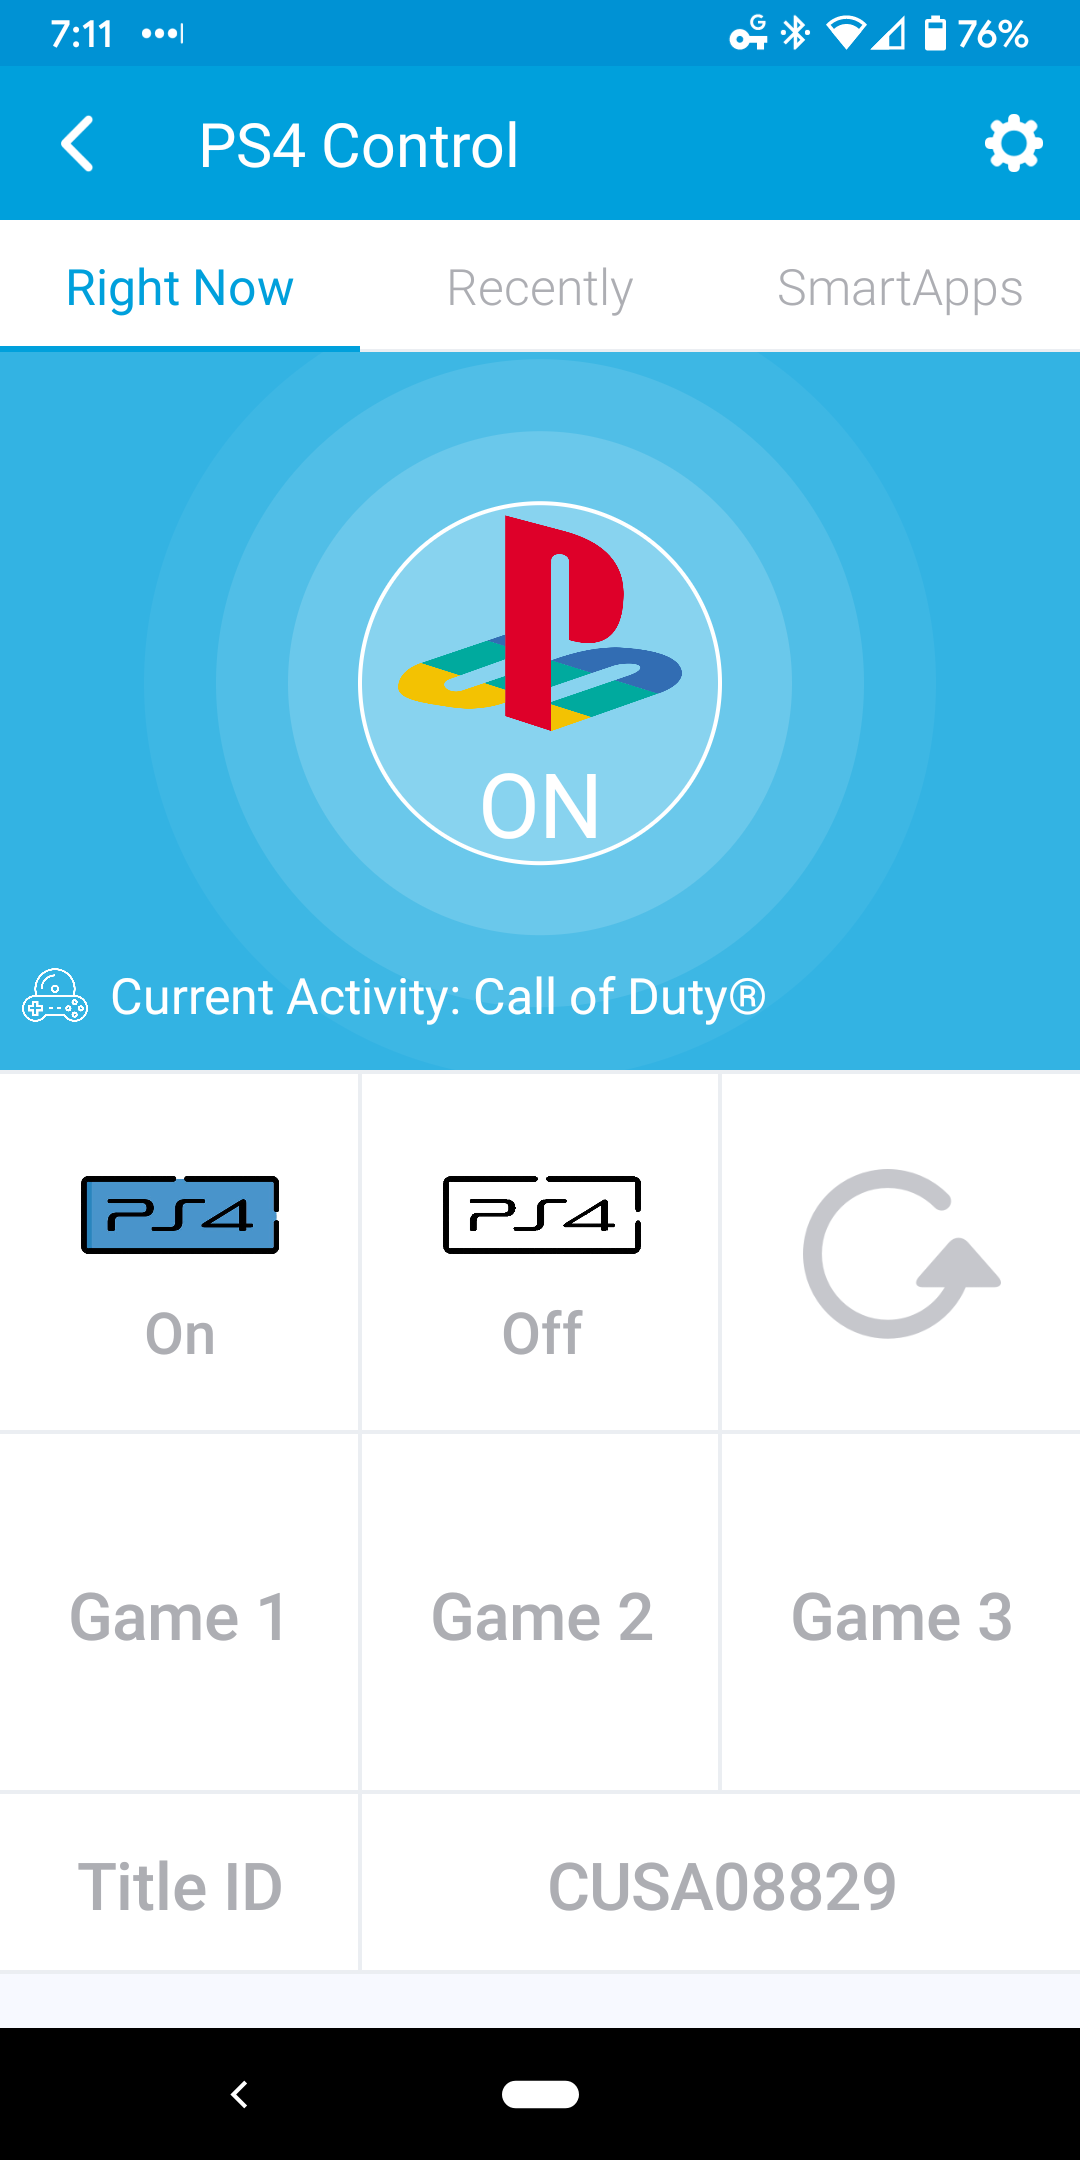 7:11 G 76%
PS4 Control
Right Now Recently SmartApps
ON
Current Activity: Call of Duty®
PS4 PS4
On Off
Game 1 Game 2 Game 3
Title ID CUSA08829